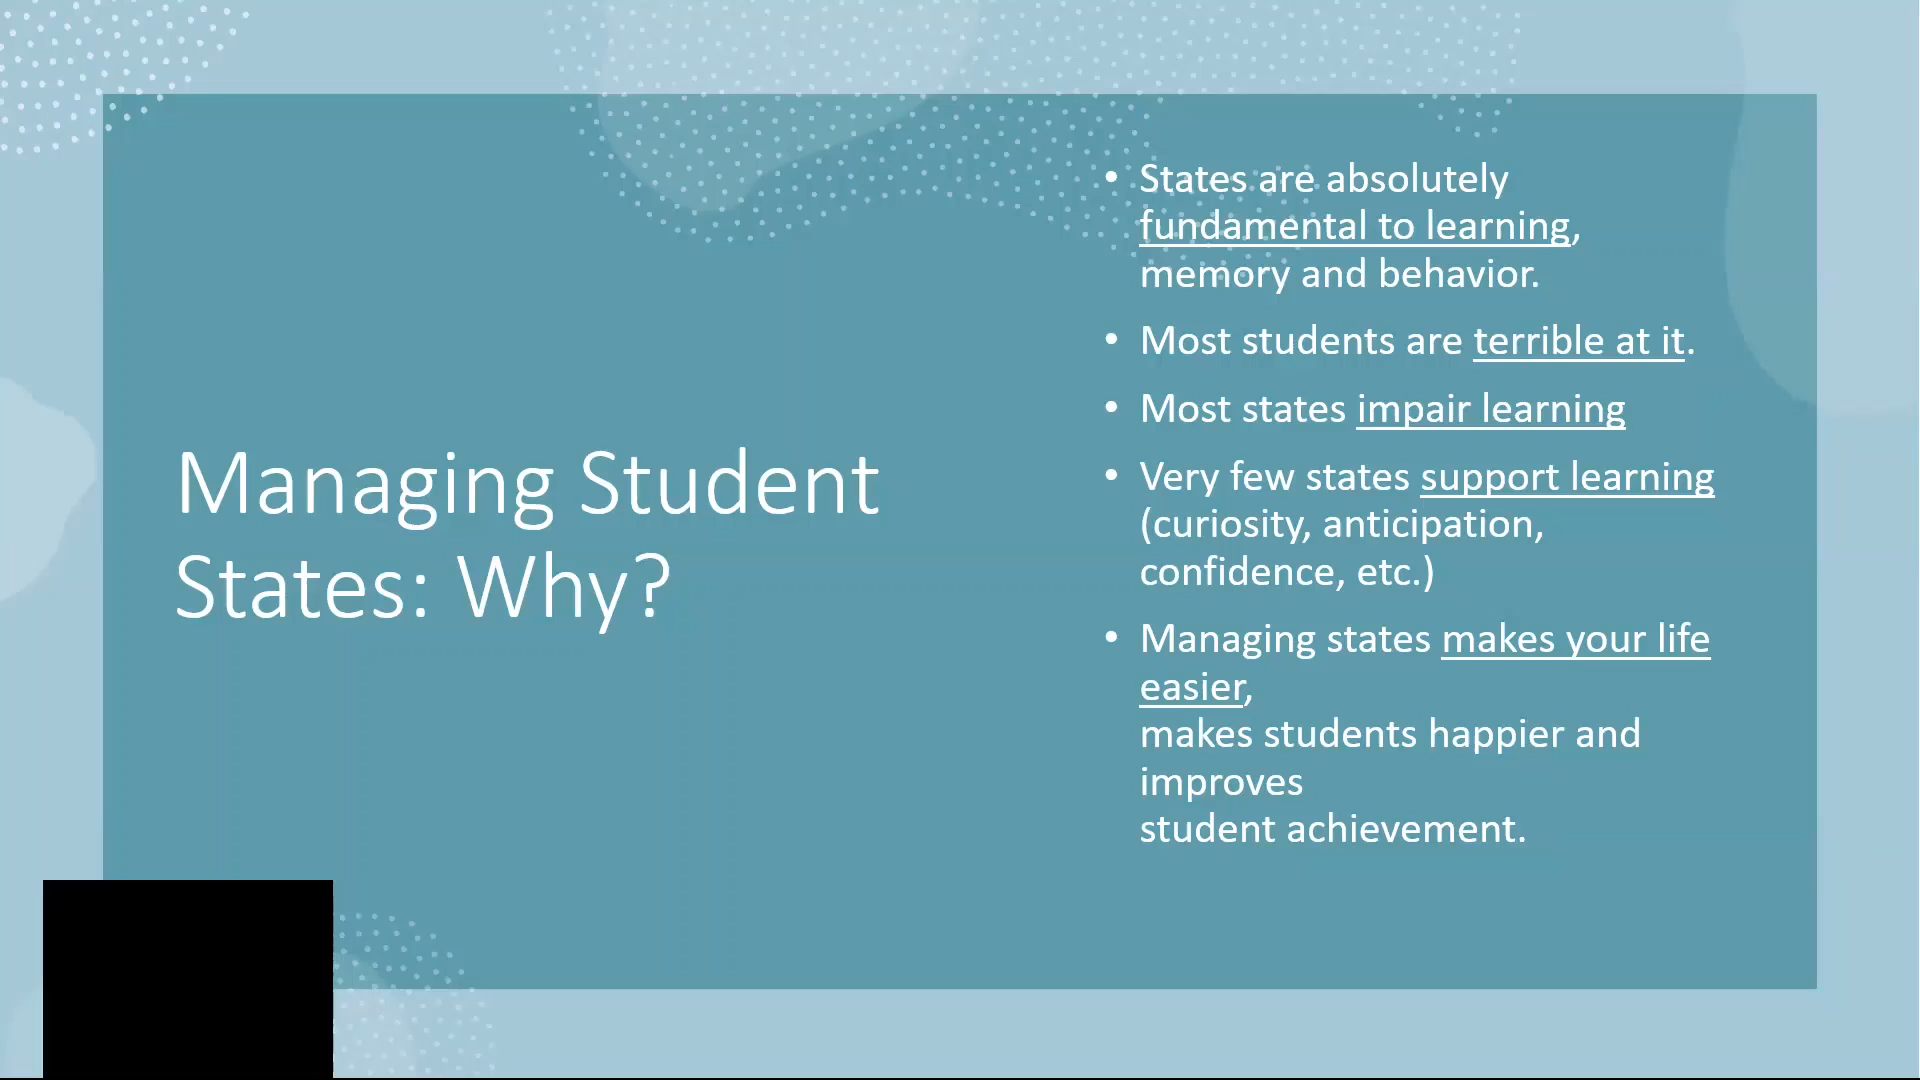 Managing Student
States: Why?
• States are absolutely
fundamental to learning,
memory and behavior.
• Most students are terrible at it.
• Most states impair learning
• Very few states support learning
(curiosity, anticipation,
confidence, etc.)
• Managing states makes your life
easier,
makes students happier and
improves
student achievement.